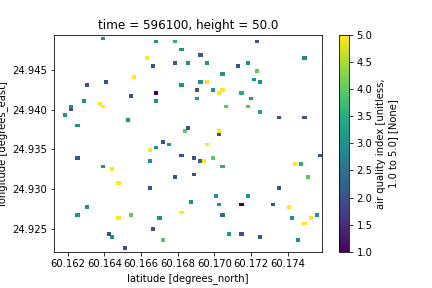 time = 596100, height = 50.0
24.945
24.940
24.935
24.930
24.925
longitude [degrees_east]
60.162 60.164 60.166 60.168 60.170 60.172 60.174
latitude [degrees_north]
5.0
4.5
4.0
3.5
3.0
2.5
2.0
1.5
1.0
air quality index [unitless,
1.0 to 5.0] [None]